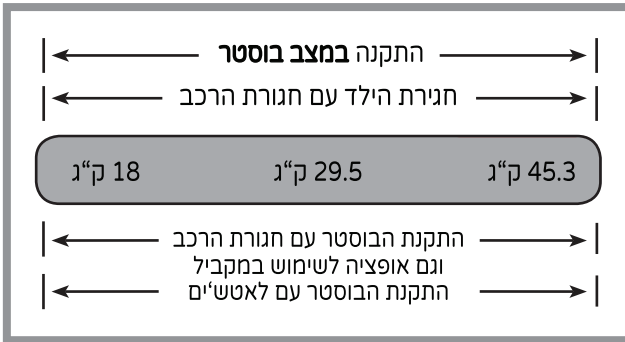 התקנה במצב בוסטר
חגירת הילד עם חגורת הרכב
45.3 ק"ג 29.5 ק"ג 18 ק"ג
התקנת הבוסטר עם חגורת הרכב
וגם אופציה לשימוש במקביל
התקנת הבוסטר עם לאטש'ים